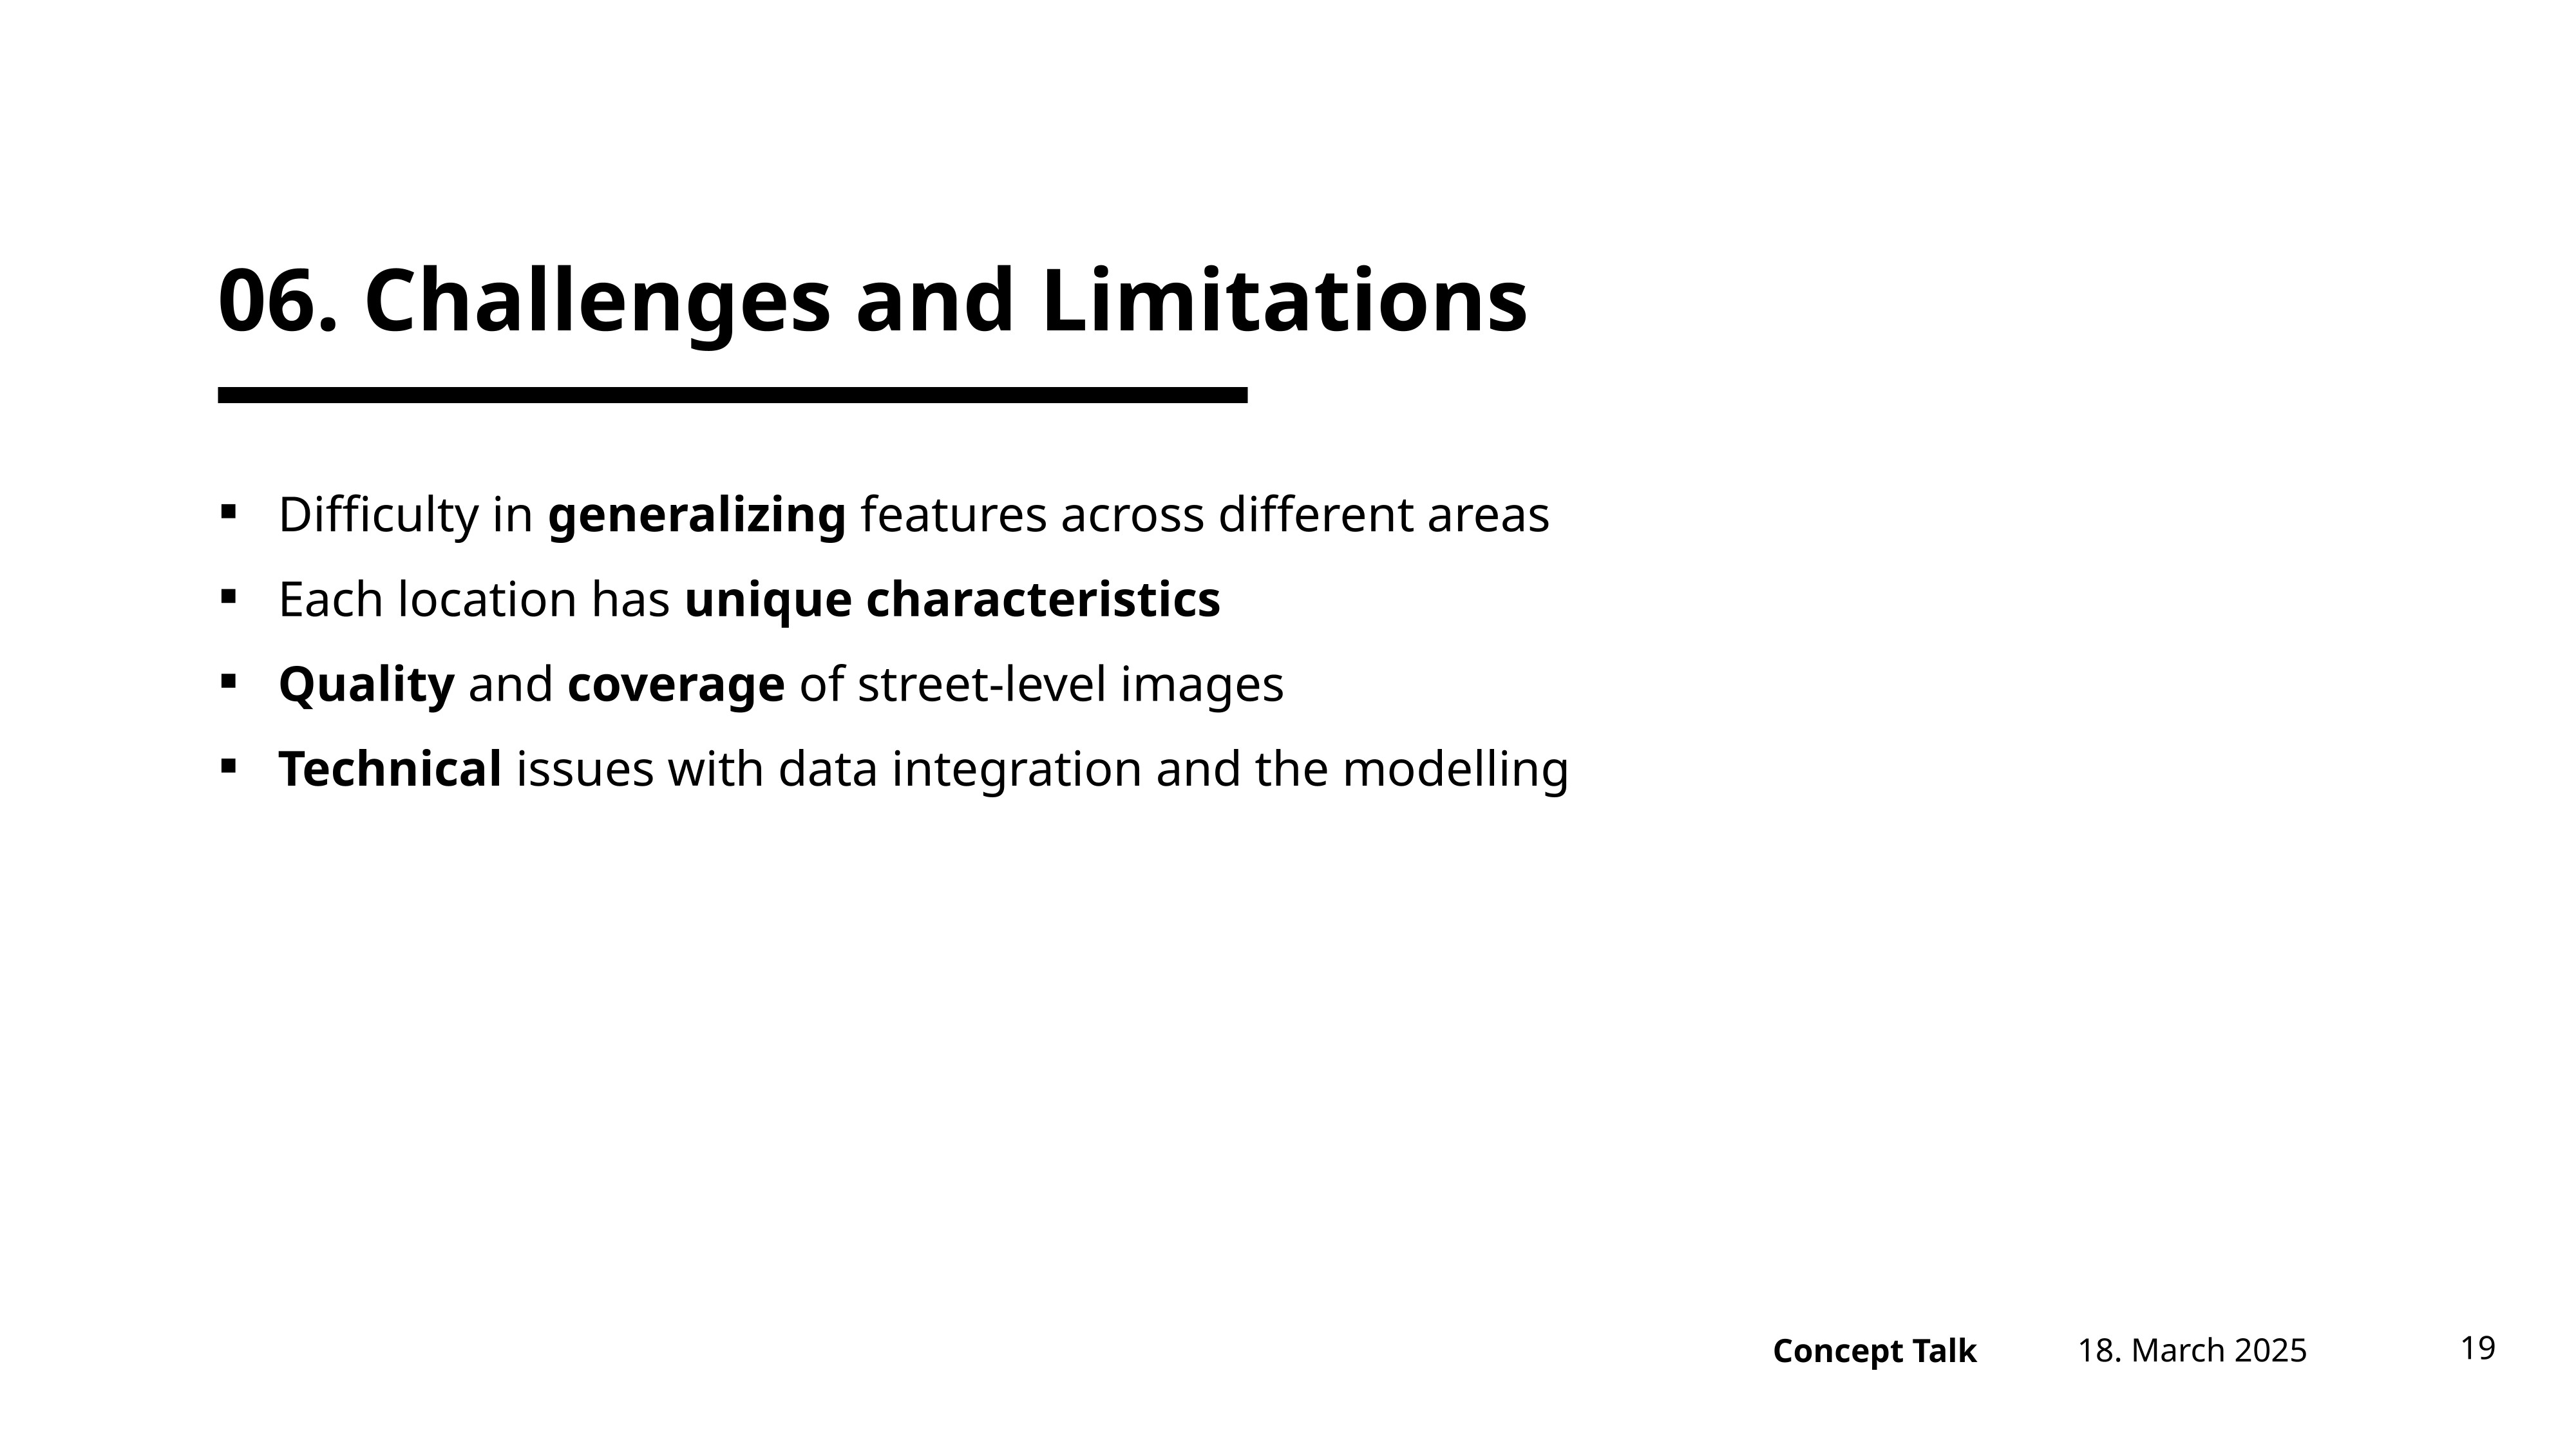 06. Challenges and Limitations
▪ Difficulty in generalizing features across different areas
▪ Each location has unique characteristics
▪ Quality and coverage of street-level images
▪ Technical issues with data integration and the modelling
Concept Talk 18. March 2025 19